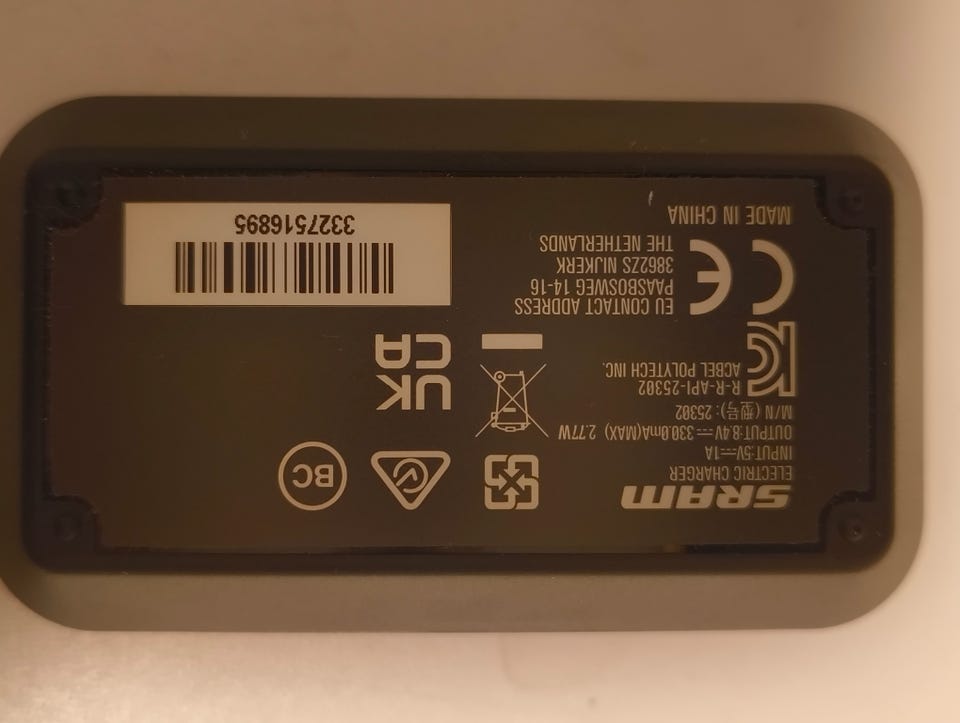 SRAM
ELECTRIC CHARGER
INPUT:5V⎓1A
OUTPUT:8.4V⎓330.0mA(MAX) 2.77W
M/N (型号): 25302
R-R-API-25302
ACBEL POLYTECH INC.
EU CONTACT ADDRESS
PAASBOSWEG 14-16
3862ZS NIJKERK
THE NETHERLANDS
CE
MADE IN CHINA
BC
UK
CA
3327516895